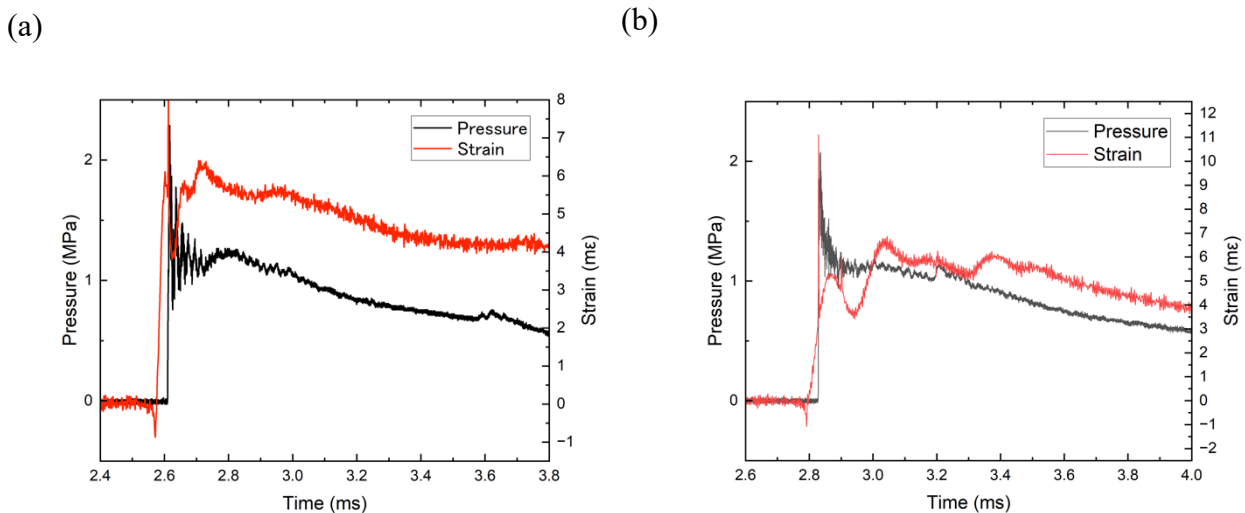 (a)
Pressure
Strain
Pressure (MPa)
2
1
0
Strain (mε)
8
7
6
5
4
3
2
1
0
−1
2.4 2.6 2.8 3.0 3.2 3.4 3.6 3.8
Time (ms)
(b)
Pressure
Strain
Pressure (MPa)
2
1
0
Strain (mε)
12
11
10
9
8
7
6
5
4
3
2
1
0
−1
−2
2.6 2.8 3.0 3.2 3.4 3.6 3.8 4.0
Time (ms)